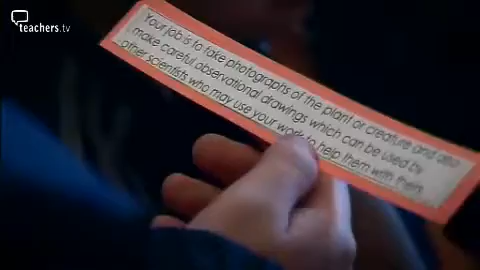 teachers.tv
Your job is to take photographs of the plant or creature and also
make careful observational drawings which can be used by
other scientists who may use your work to help them with their